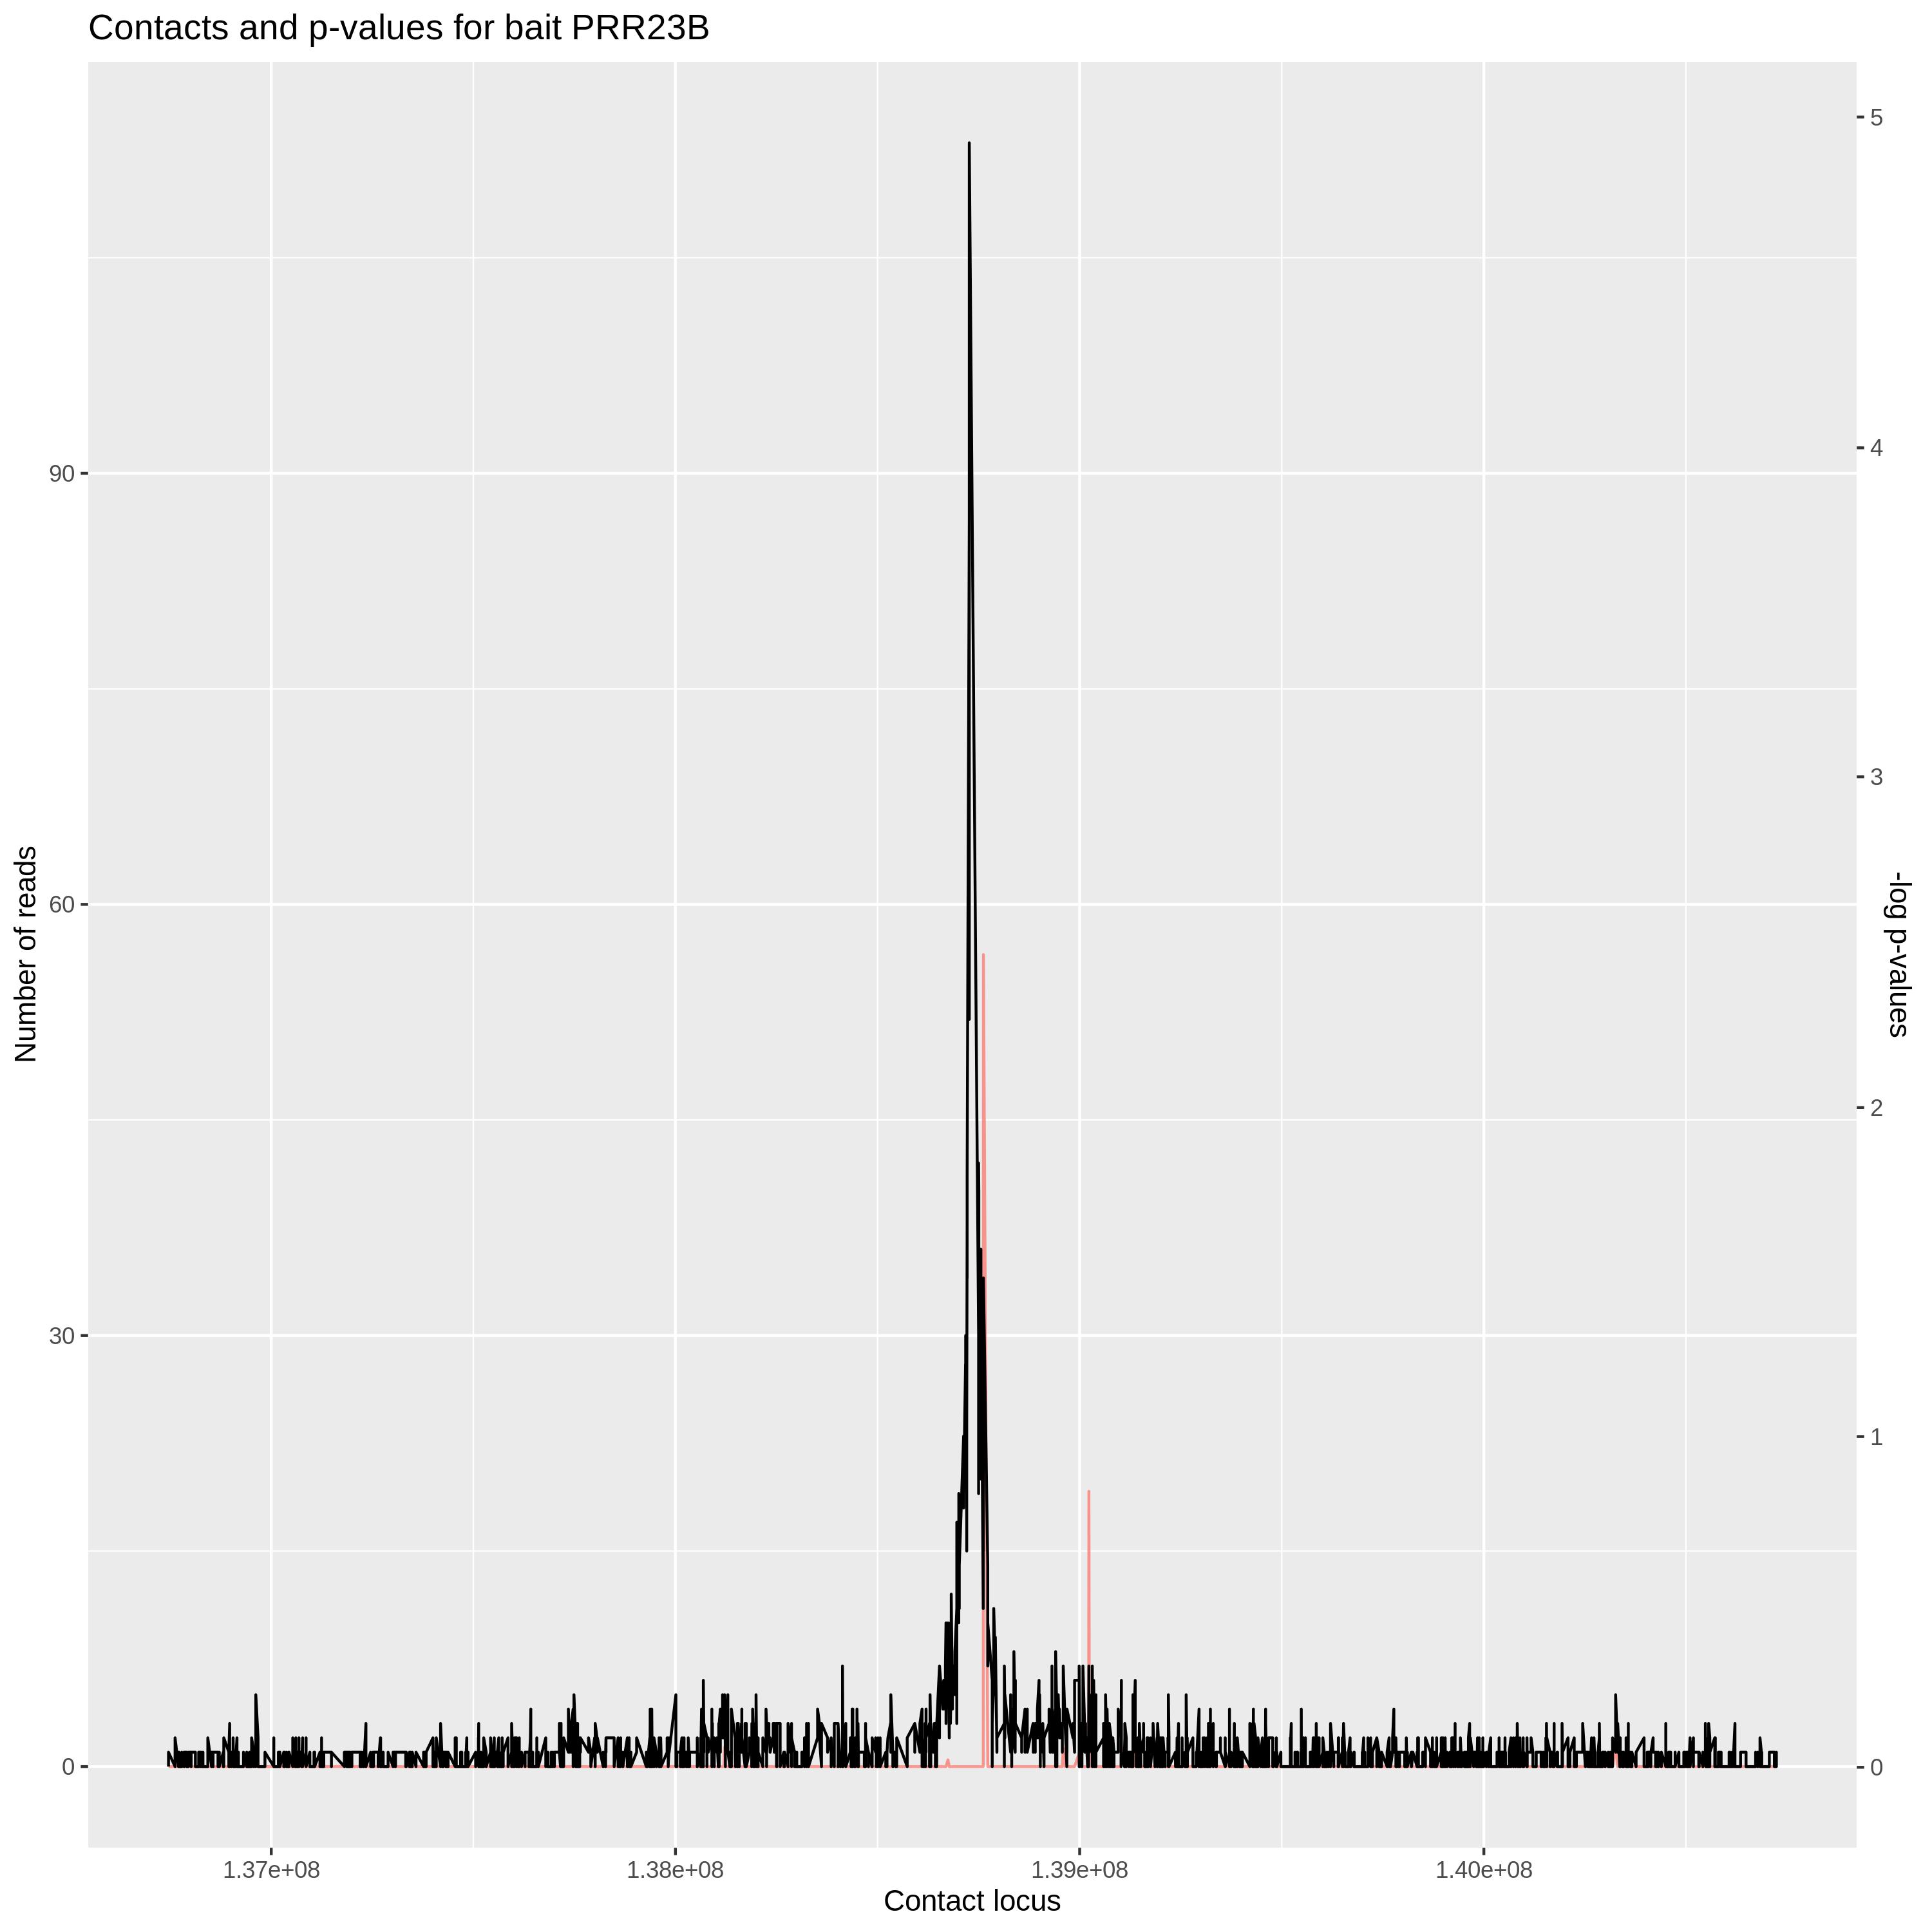 Contacts and p-values for bait PRR23B
Number of reads
90
60
30
0
5
4
3
2
1
0
-log p-values
1.37e+08 1.38e+08 1.39e+08 1.40e+08
Contact locus